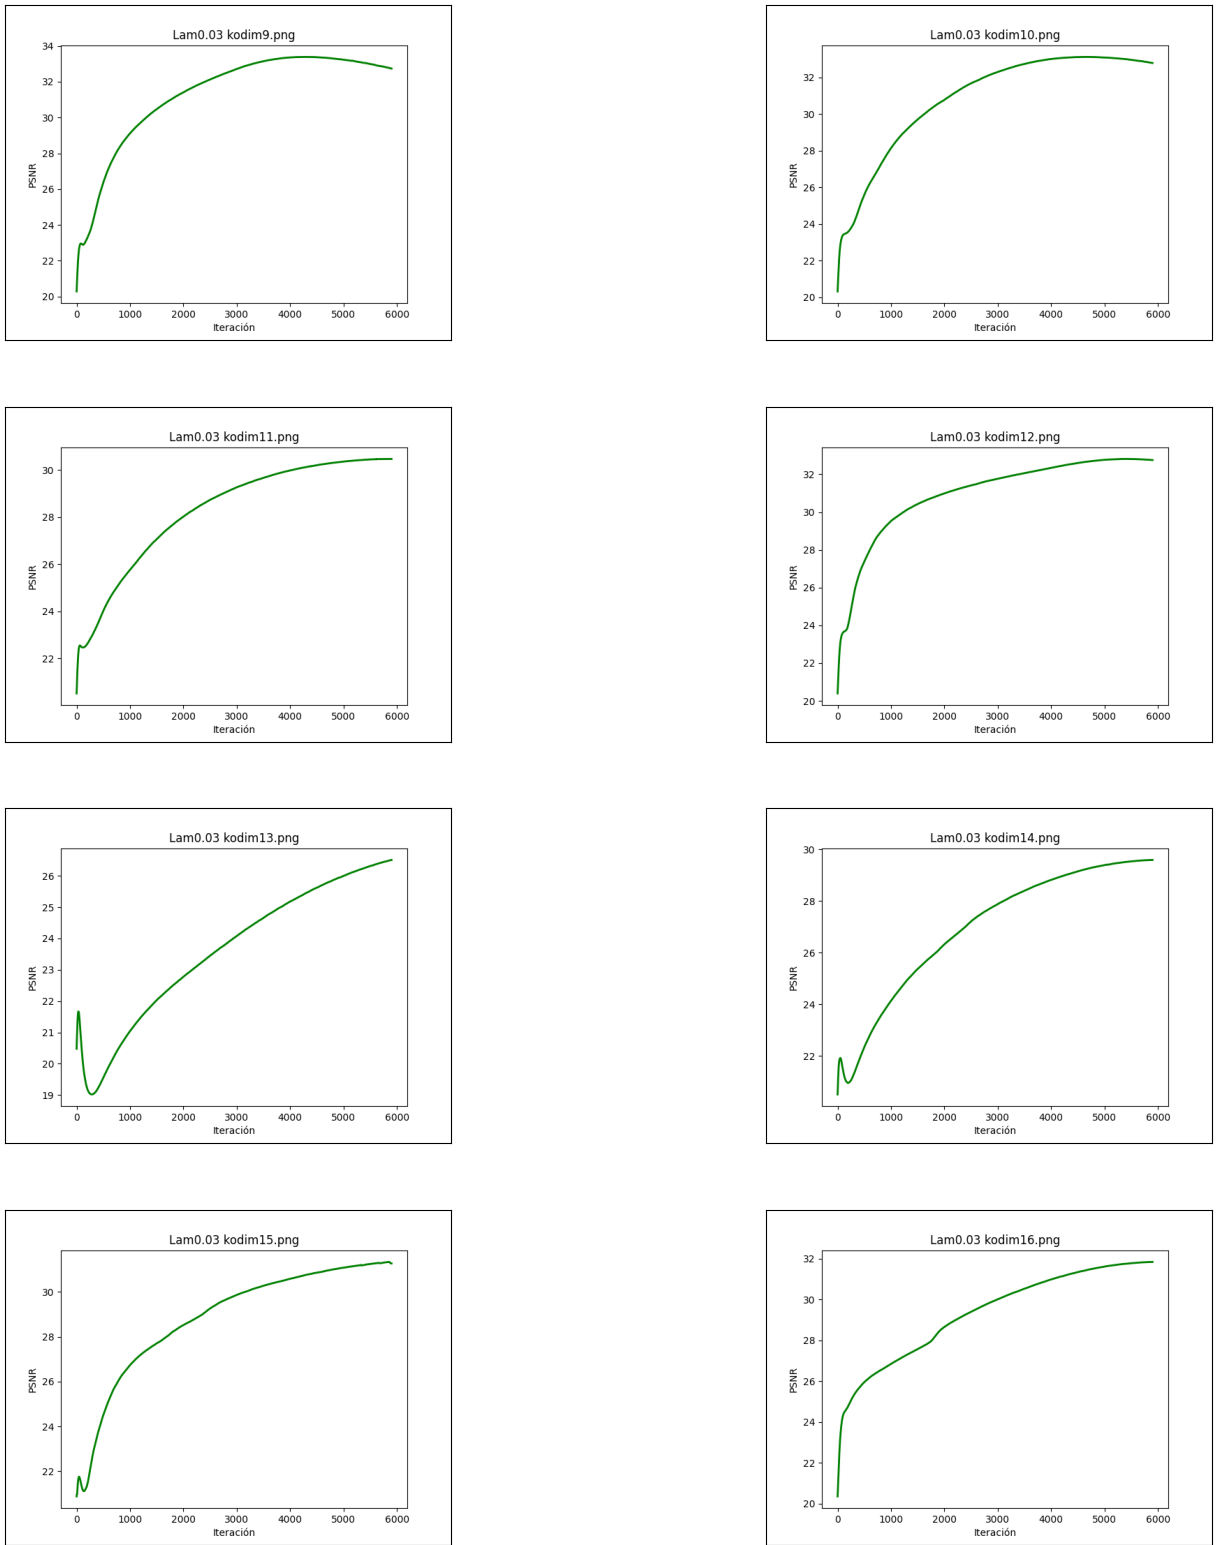 Lam0.03 kodim9.png
34
32
30
28
26
24
22
20
PSNR
0 1000 2000 3000 4000 5000 6000
Iteración
Lam0.03 kodim10.png
32
30
28
26
24
22
20
PSNR
0 1000 2000 3000 4000 5000 6000
Iteración
Lam0.03 kodim11.png
30
28
26
24
22
PSNR
0 1000 2000 3000 4000 5000 6000
Iteración
Lam0.03 kodim12.png
32
30
28
26
24
22
20
PSNR
0 1000 2000 3000 4000 5000 6000
Iteración
Lam0.03 kodim13.png
26
25
24
23
22
21
20
19
PSNR
0 1000 2000 3000 4000 5000 6000
Iteración
Lam0.03 kodim14.png
30
28
26
24
22
PSNR
0 1000 2000 3000 4000 5000 6000
Iteración
Lam0.03 kodim15.png
30
28
26
24
22
PSNR
0 1000 2000 3000 4000 5000 6000
Iteración
Lam0.03 kodim16.png
32
30
28
26
24
22
20
PSNR
0 1000 2000 3000 4000 5000 6000
Iteración